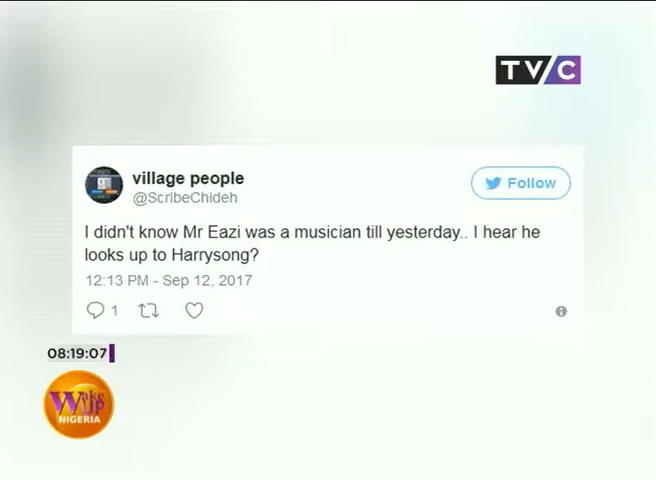 TV/C
village people
@ScribeChideh
Follow
I didn't know Mr Eazi was a musician till yesterday.. I hear he
looks up to Harrysong?
12:13 PM - Sep 12, 2017
1
08:19:07
Wake
UP
NIGERIA